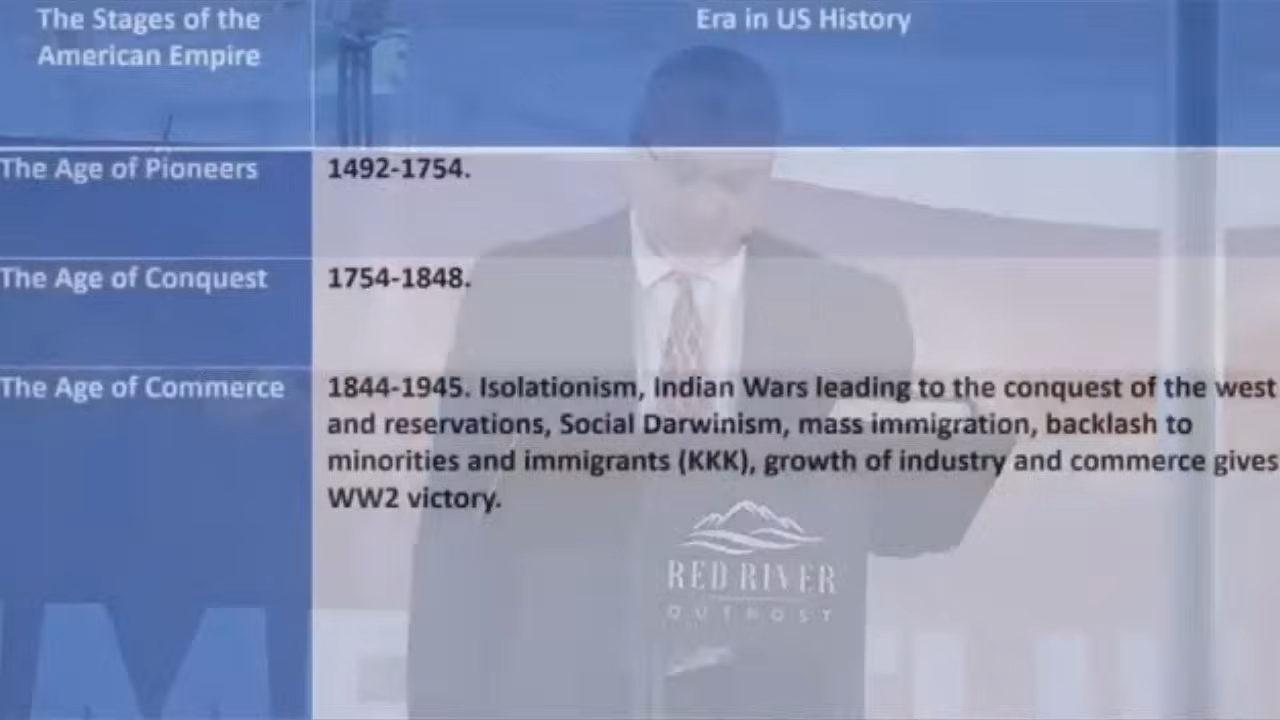 The Stages of the
American Empire
Era in US History
The Age of Pioneers
1492-1754.
The Age of Conquest
1754-1848.
The Age of Commerce
1844-1945. Isolationism, Indian Wars leading to the conquest of the west
and reservations, Social Darwinism, mass immigration, backlash to
minorities and immigrants (KKK), growth of industry and commerce gives
WW2 victory.
RED RIVER
OUTPOST